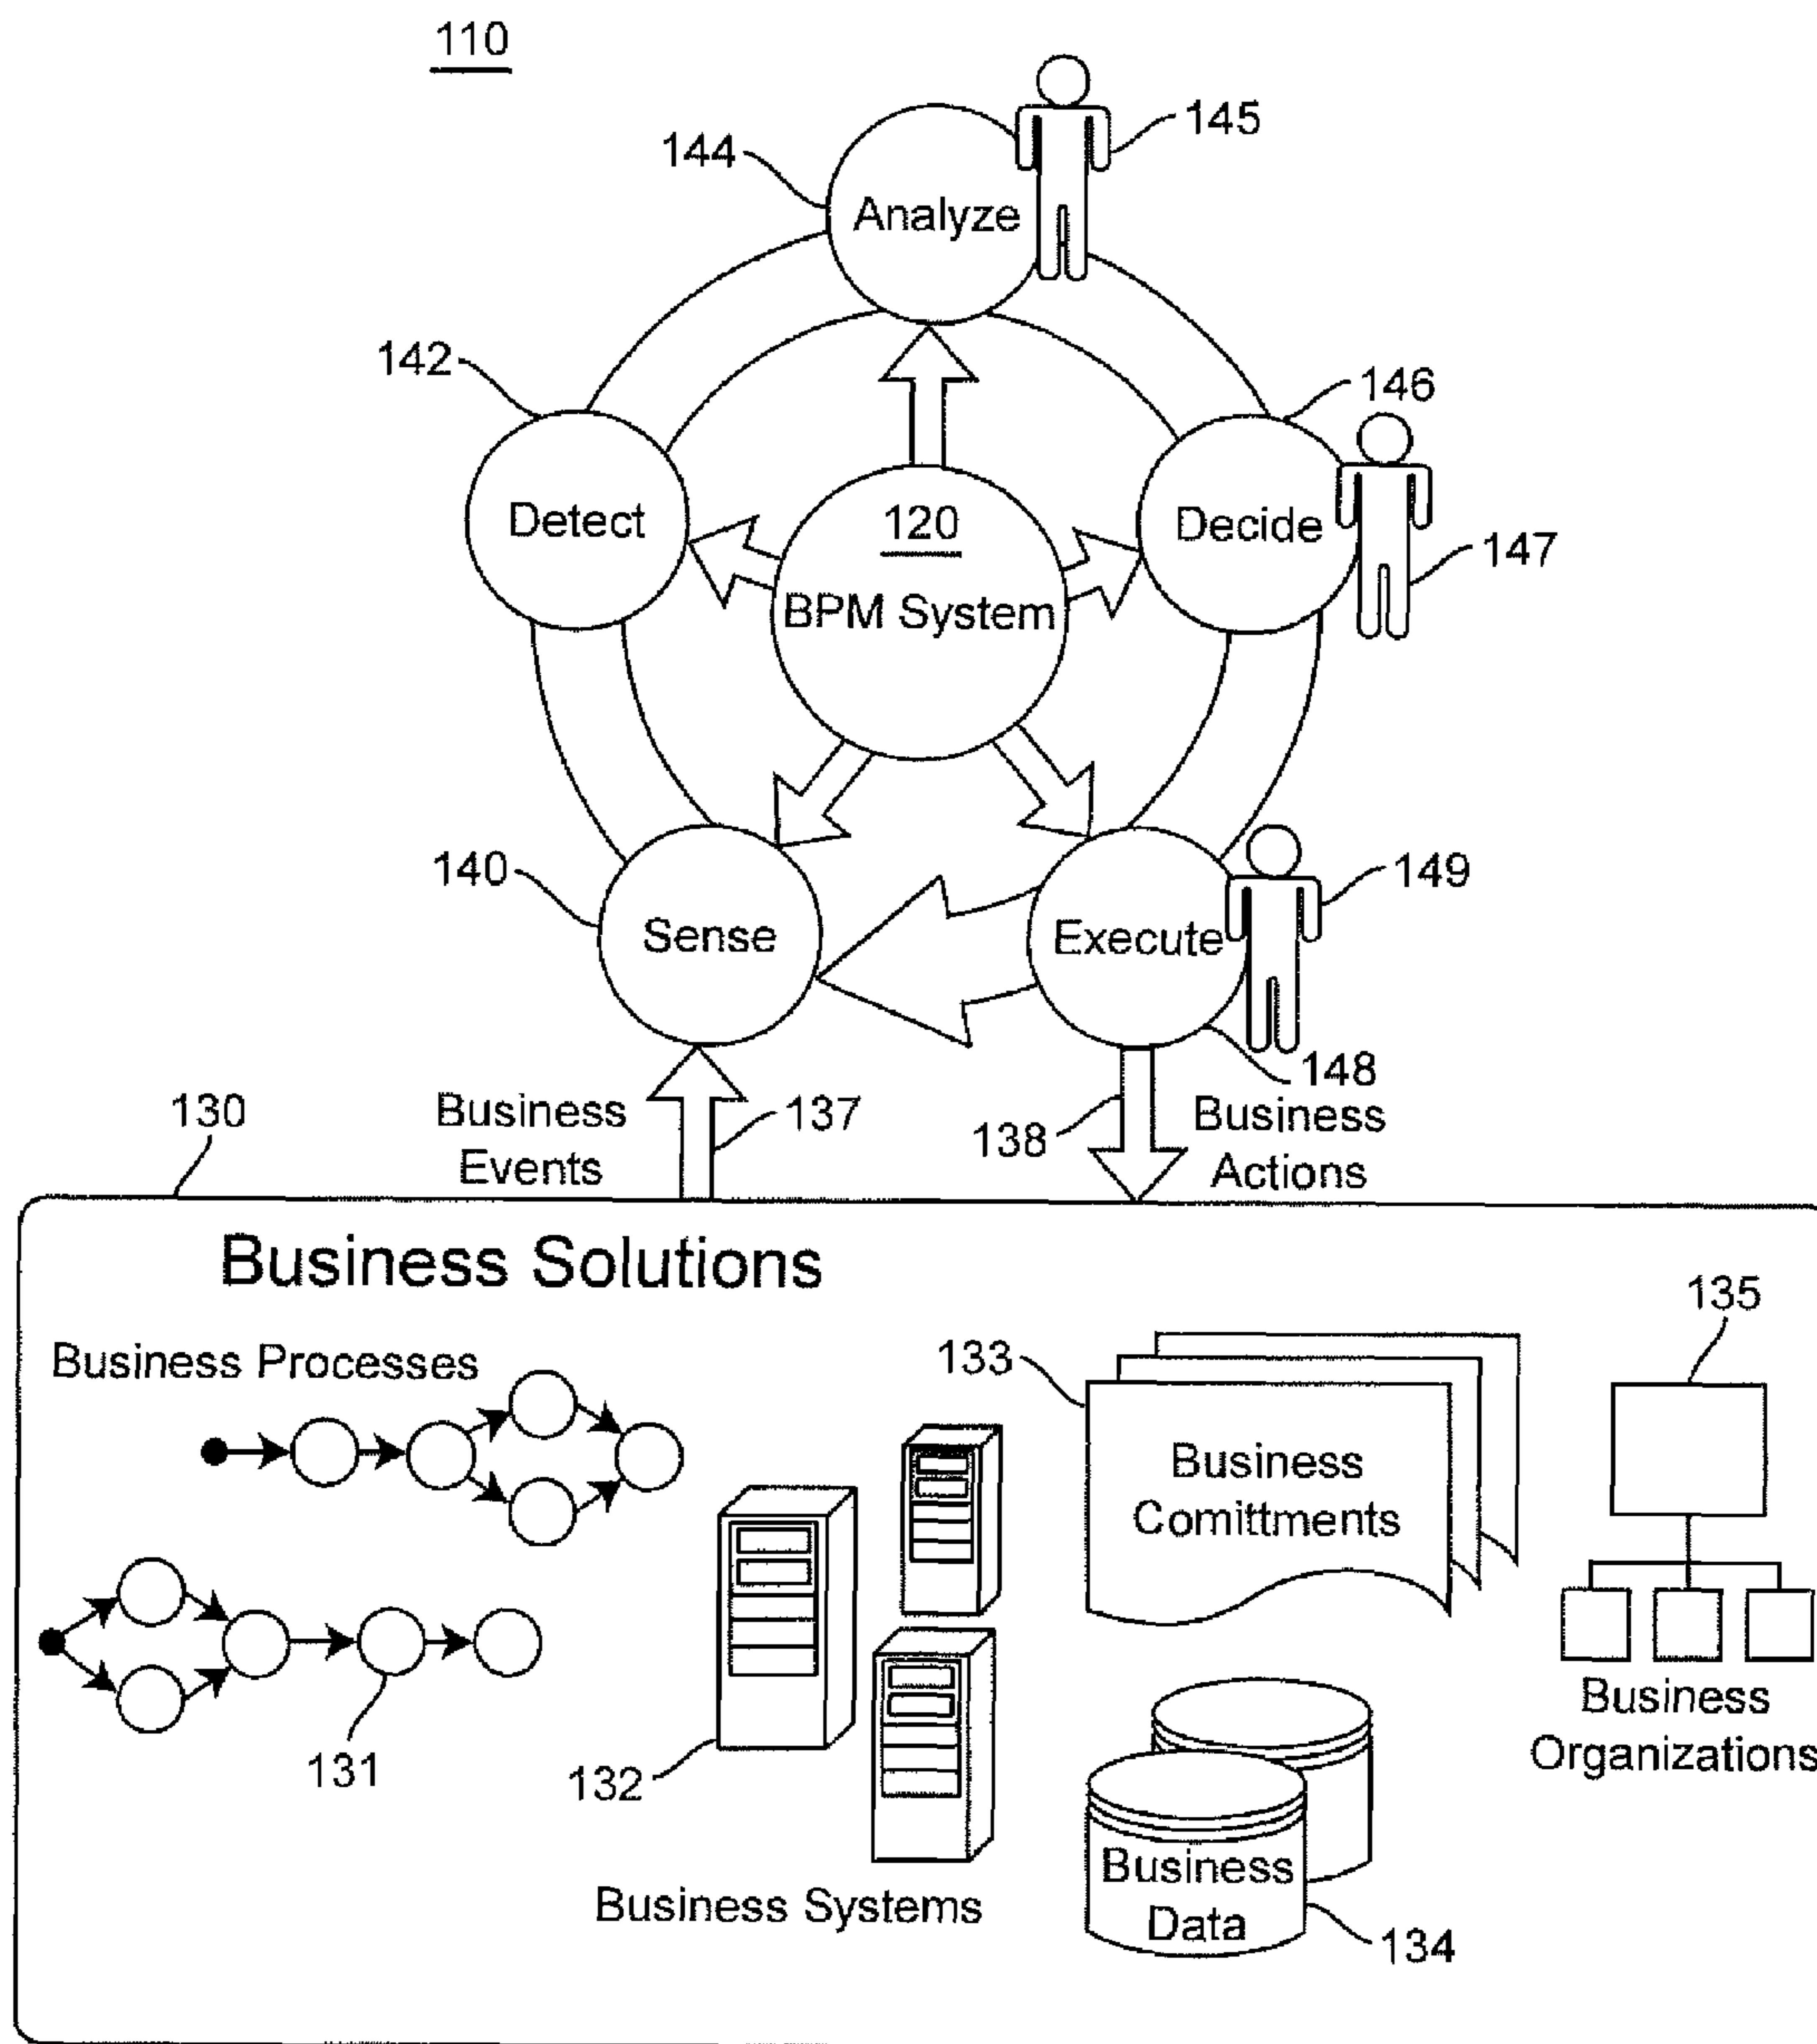 110
145
144
Analyze
142
146
Detect
120
BPM System
Decide
147
140
Sense
Execute
149
148
130
Business
Events
137
138
Business
Actions
Business Solutions
135
Business Processes
133
Business
Comittments
131
132
Business Systems
Business
Data
134
Business
Organizations